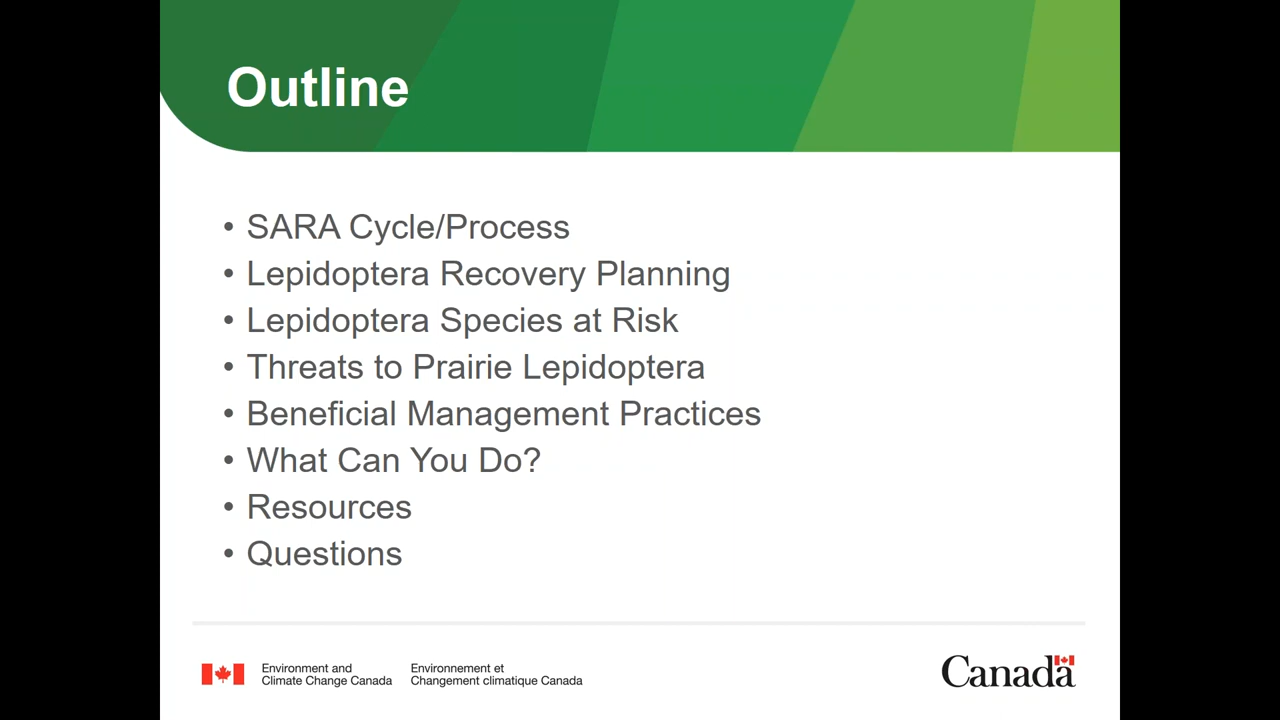 Outline
• SARA Cycle/Process
• Lepidoptera Recovery Planning
• Lepidoptera Species at Risk
• Threats to Prairie Lepidoptera
• Beneficial Management Practices
• What Can You Do?
• Resources
• Questions
Environment and
Climate Change Canada
Environnement et
Changement climatique Canada
Canada